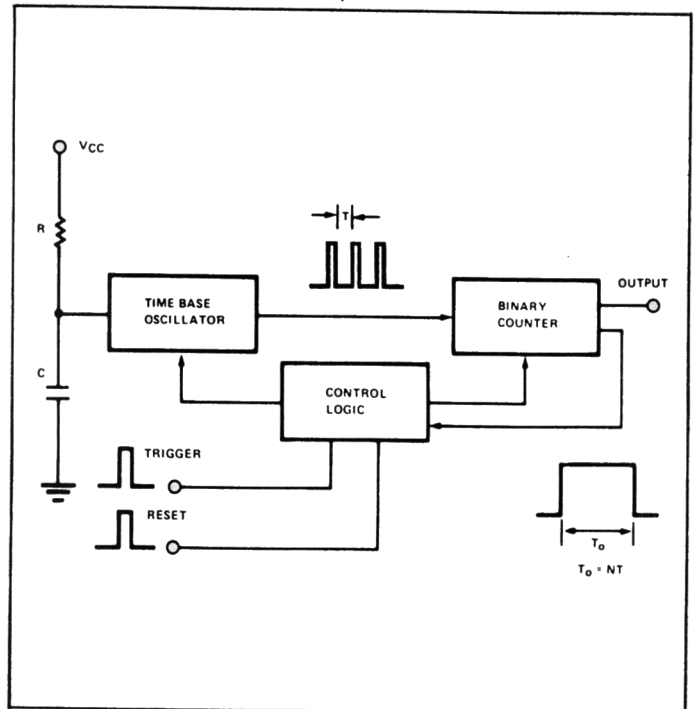 VCC
R
T
TIME BASE
OSCILLATOR
BINARY
COUNTER
OUTPUT
C
CONTROL
LOGIC
TRIGGER
RESET
To
To = NT